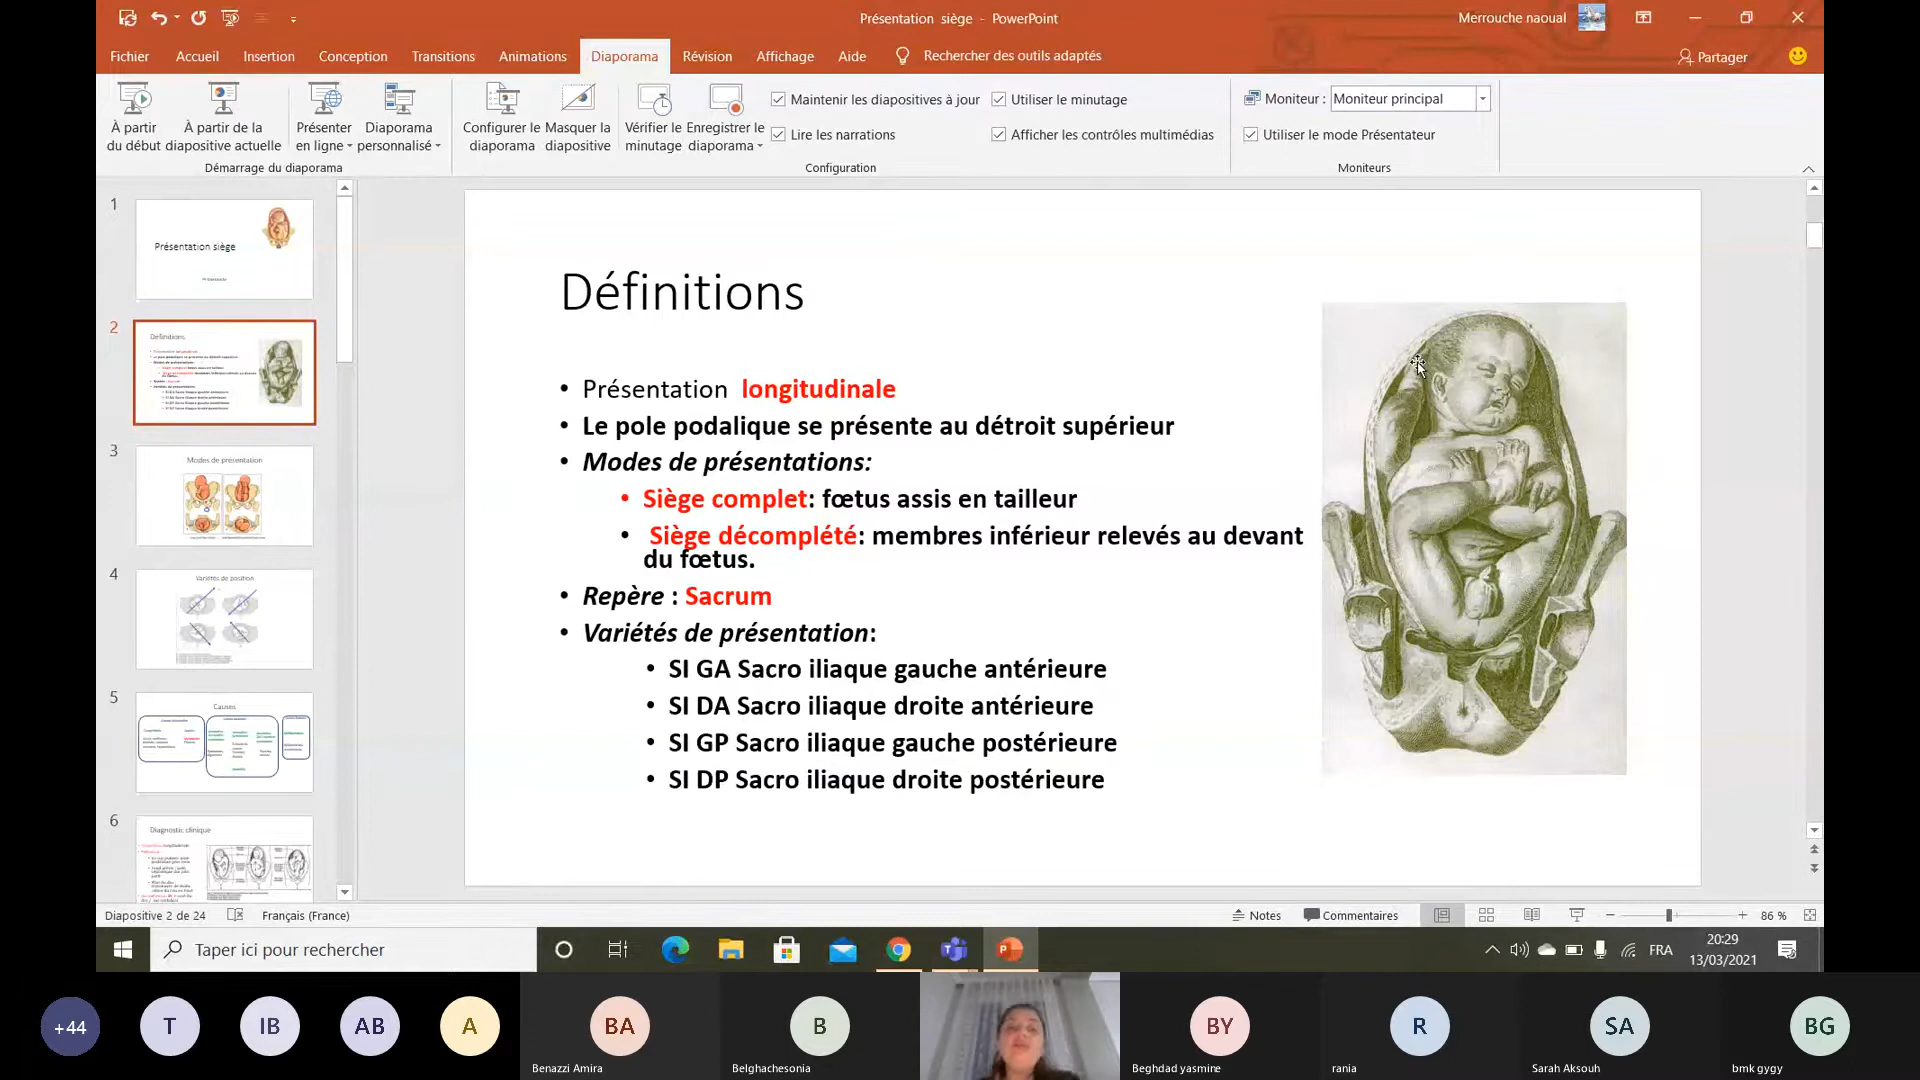 Présentation siège - PowerPoint
Merrouche naoual
Fichier Accueil Insertion Conception Transitions Animations Diaporama Révision Affichage Aide Rechercher des outils adaptés Partager
À partir du début
À partir de la diapositive actuelle
Présenter en ligne
Diaporama personnalisé
Démarrage du diaporama
Configurer le diaporama
Masquer la diapositive
Vérifier le minutage
Enregistrer le diaporama
Maintenir les diapositives à jour
Lire les narrations
Utiliser le minutage
Afficher les contrôles multimédias
Configuration
Moniteur : Moniteur principal
Utiliser le mode Présentateur
Moniteurs
1
Présentation siège
2
Définitions
3
Modes de presentation
4
Variétés de position
5
Causes
6
Diagnostic clinique
Définitions
• Présentation longitudinale
• Le pole podalique se présente au détroit supérieur
• Modes de présentations:
• Siège complet: fœtus assis en tailleur
• Siège décomplété: membres inférieur relevés au devant
du fœtus.
• Repère : Sacrum
• Variétés de présentation:
• SI GA Sacro iliaque gauche antérieure
• SI DA Sacro iliaque droite antérieure
• SI GP Sacro iliaque gauche postérieure
• SI DP Sacro iliaque droite postérieure
Diapositive 2 de 24
Français (France)
Notes
Commentaires
86 %
Taper ici pour rechercher
FRA
20:29
13/03/2021
+44
T
IB
AB
A
BA
Benazzi Amira
B
Belghachesonia
BY
Beghdad yasmine
R
rania
SA
Sarah Aksouh
BG
bmk gygy